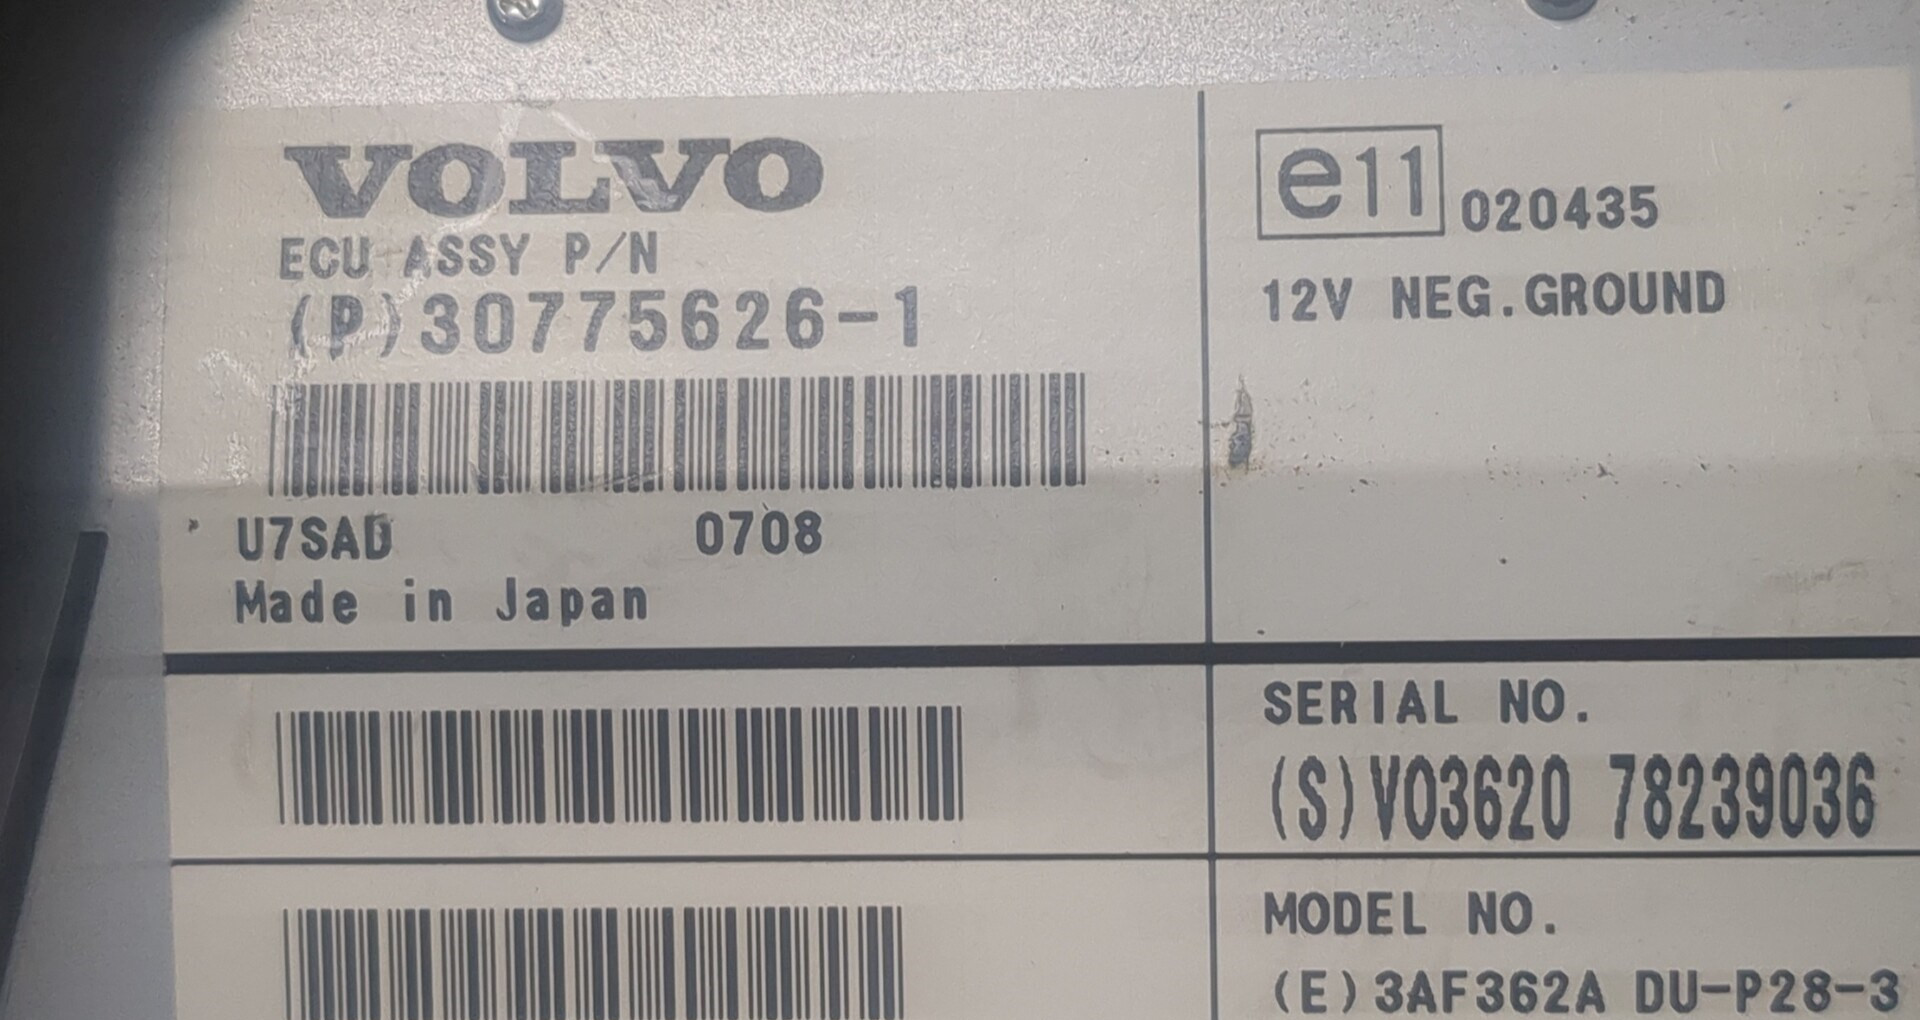 VOLVO
ECU ASSY P/N
(P)30775626-1
U7SAD 0708
Made in Japan
e11 020435
12V NEG.GROUND
SERIAL NO.
(S)VO3620 78239036
MODEL NO.
(E)3AF362A DU-P28-3